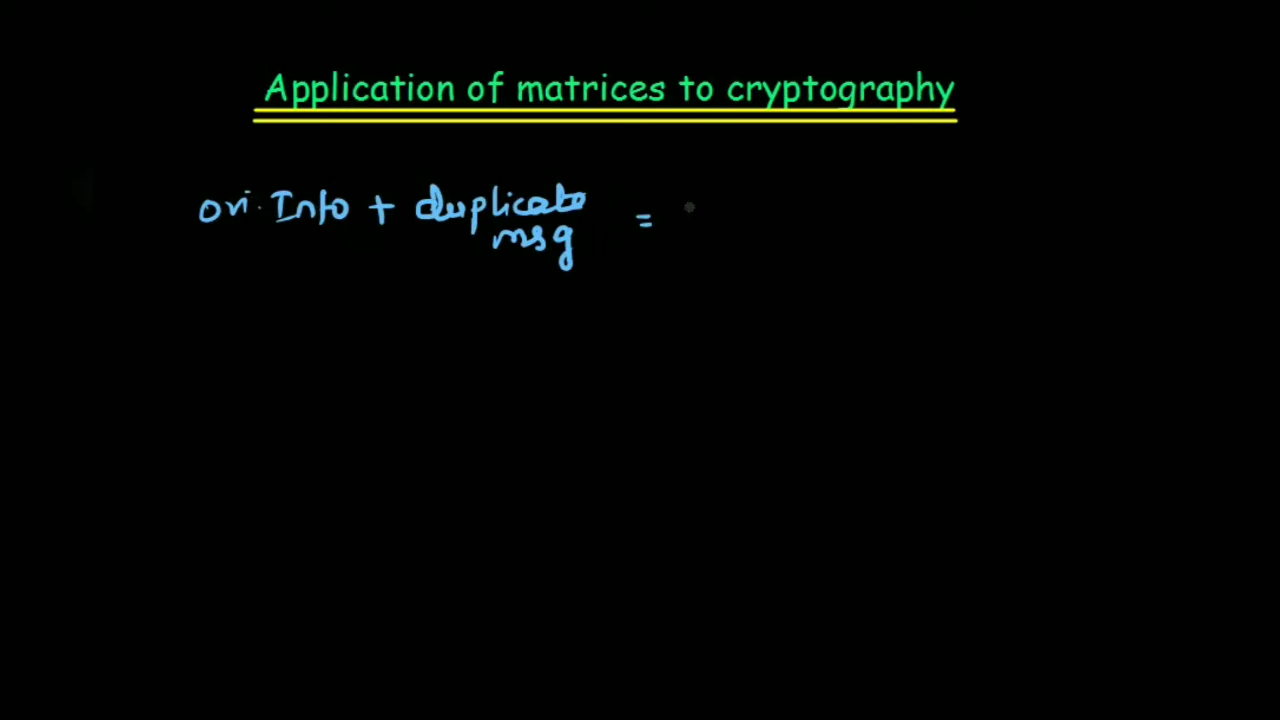 Application of matrices to cryptography
ori. Info + duplicate =
msg